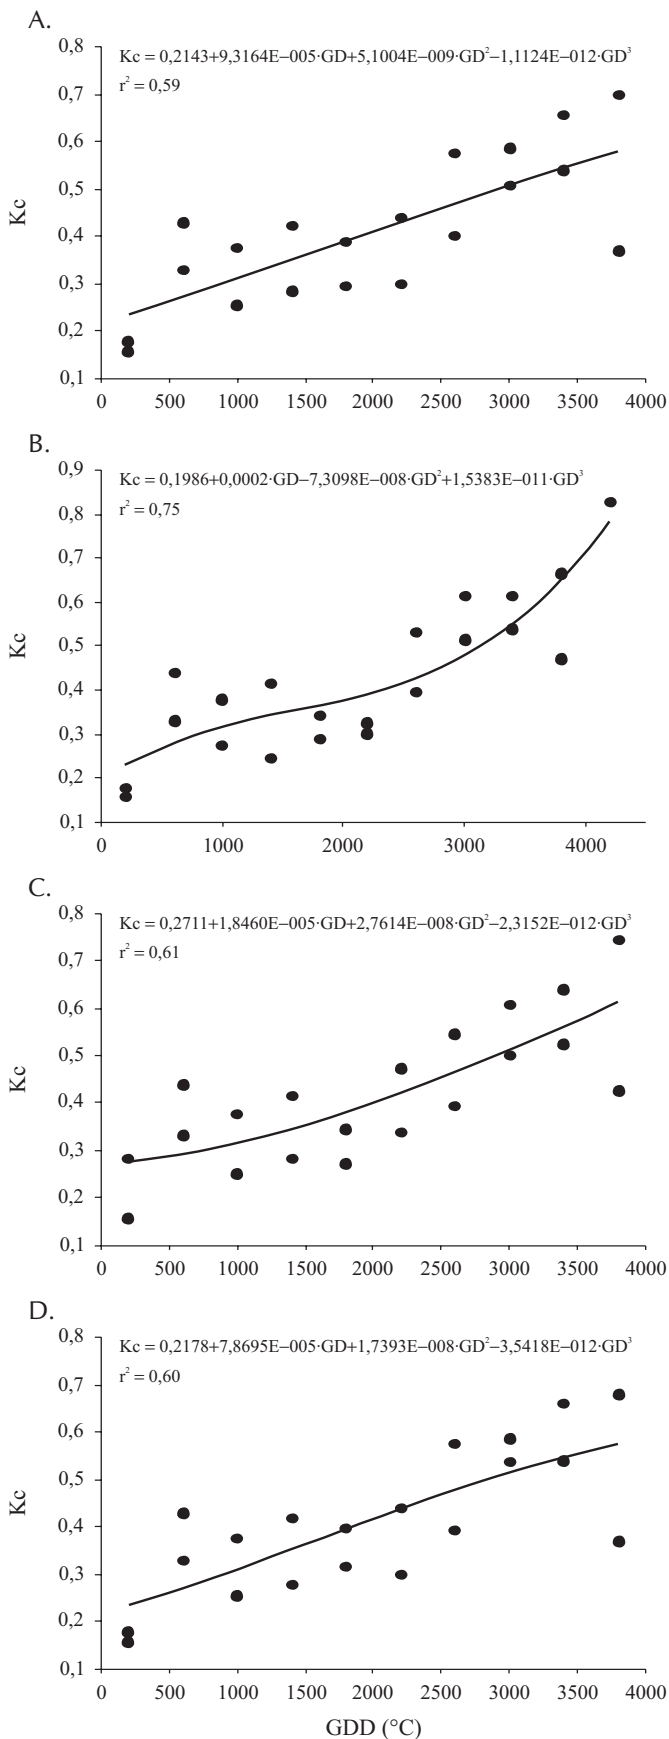 A.
Kc = 0,2143+9,3164E−005·GD+5,1004E−009·GD²−1,1124E−012·GD³
r² = 0,59
0,8
0,7
0,6
0,5
0,4
0,3
0,2
0,1
Kc
0 500 1000 1500 2000 2500 3000 3500 4000
B.
Kc = 0,1986+0,0002·GD−7,3098E−008·GD²+1,5383E−011·GD³
r² = 0,75
0,9
0,8
0,7
0,6
0,5
0,4
0,3
0,2
0,1
Kc
0 1000 2000 3000 4000
C.
Kc = 0,2711+1,8460E−005·GD+2,7614E−008·GD²−2,3152E−012·GD³
r² = 0,61
0,8
0,7
0,6
0,5
0,4
0,3
0,2
0,1
Kc
0 500 1000 1500 2000 2500 3000 3500 4000
D.
Kc = 0,2178+7,8695E−005·GD+1,7393E−008·GD²−3,5418E−012·GD³
r² = 0,60
0,8
0,7
0,6
0,5
0,4
0,3
0,2
0,1
Kc
0 500 1000 1500 2000 2500 3000 3500 4000
GDD (°C)